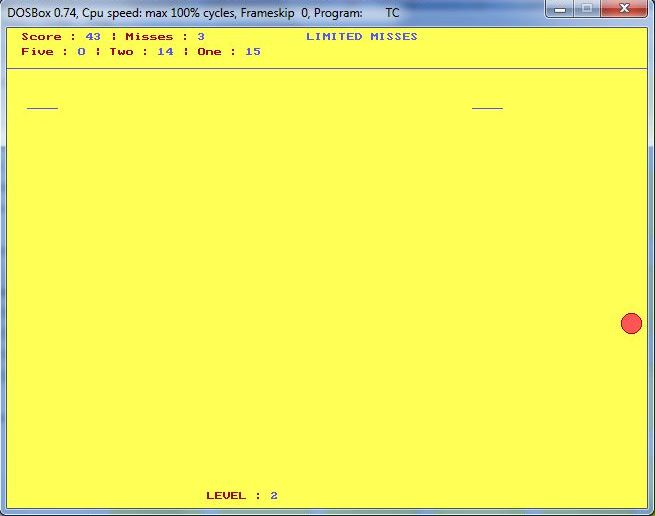 DOSBox 0.74, Cpu speed: max 100% cycles, Frameskip 0, Program: TC
Score : 43 ¦ Misses : 3 LIMITED MISSES
Five : 0 ¦ Two : 14 ¦ One : 15
LEVEL : 2